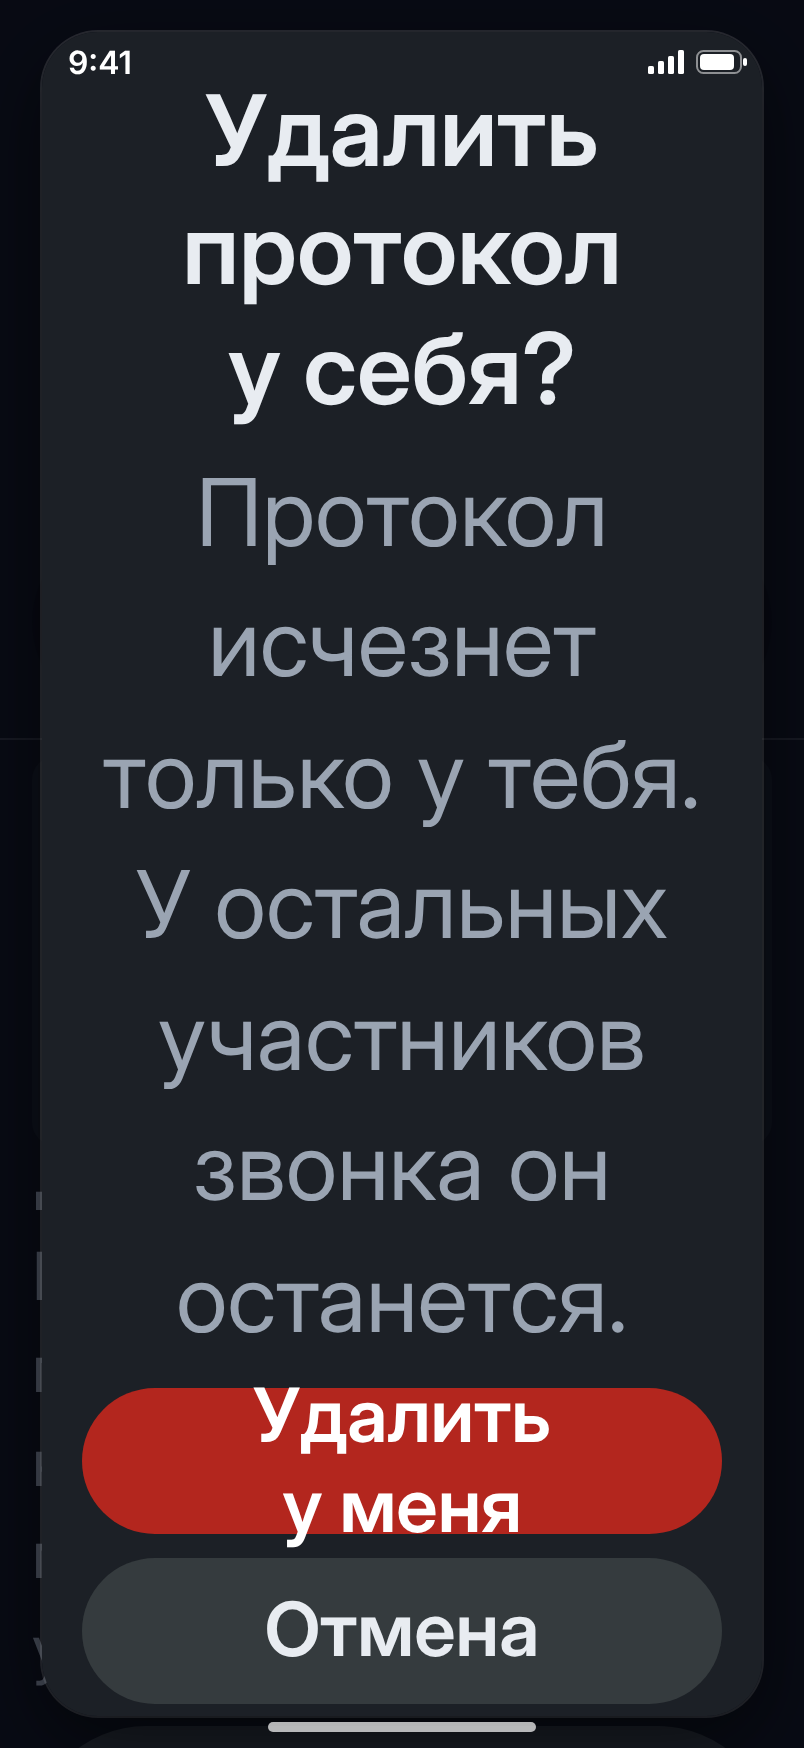 9:41
Удалить
протокол
у себя?
Протокол
исчезнет
только у тебя.
У остальных
участников
звонка он
останется.
Удалить
у меня
Отмена